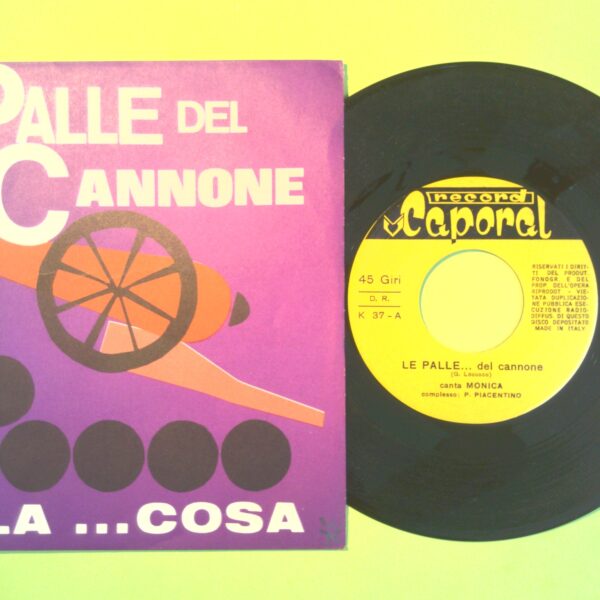 PALLE DEL
CANNONE
LA ...COSA
record
Caporal
45 Giri
D. R.
K 37-A
RISERVATI I DIRIT-
TI DEL PRODUT.
FONOGR. E DEL
PROP. DELL'OPERA
RIPRODOT - VIE-
TATA DUPLICAZIO-
NE PUBBLICA ESE-
CUZIONE RADIO-
DIFFUS. DI QUESTO
DISCO DEPOSITATO
MADE IN ITALY
LE PALLE... del cannone
canta MONICA
complesso: P. PIACENTINO